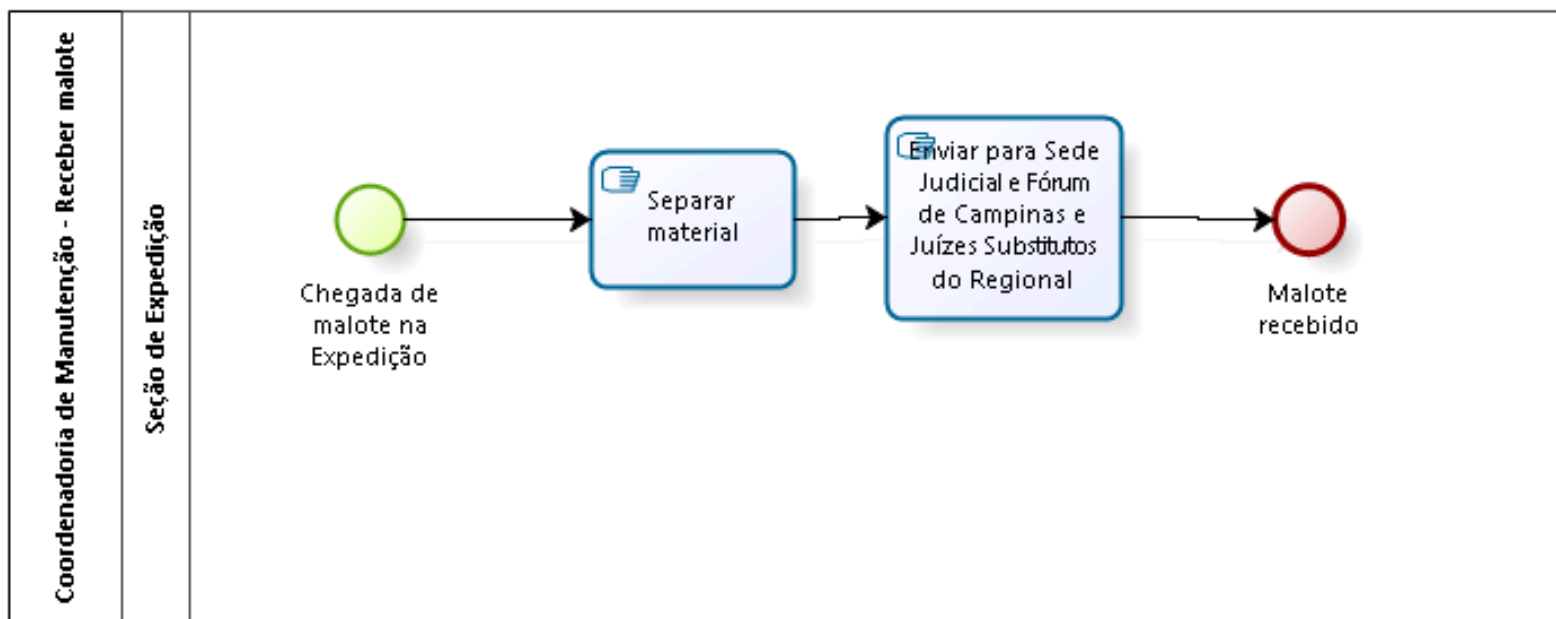 Coordenadoria de Manutenção - Receber malote
Seção de Expedição
Chegada de
malote na
Expedição
Separar
material
Enviar para Sede
Judicial e Fórum
de Campinas e
Juízes Substitutos
do Regional
Malote
recebido